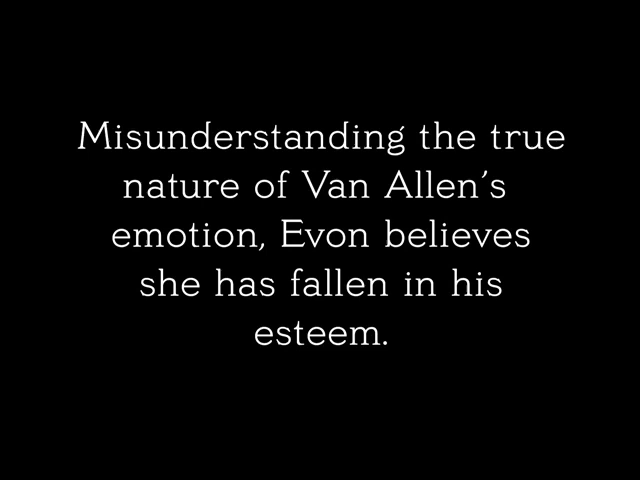 Misunderstanding the true
nature of Van Allen's
emotion, Evon believes
she has fallen in his
esteem.